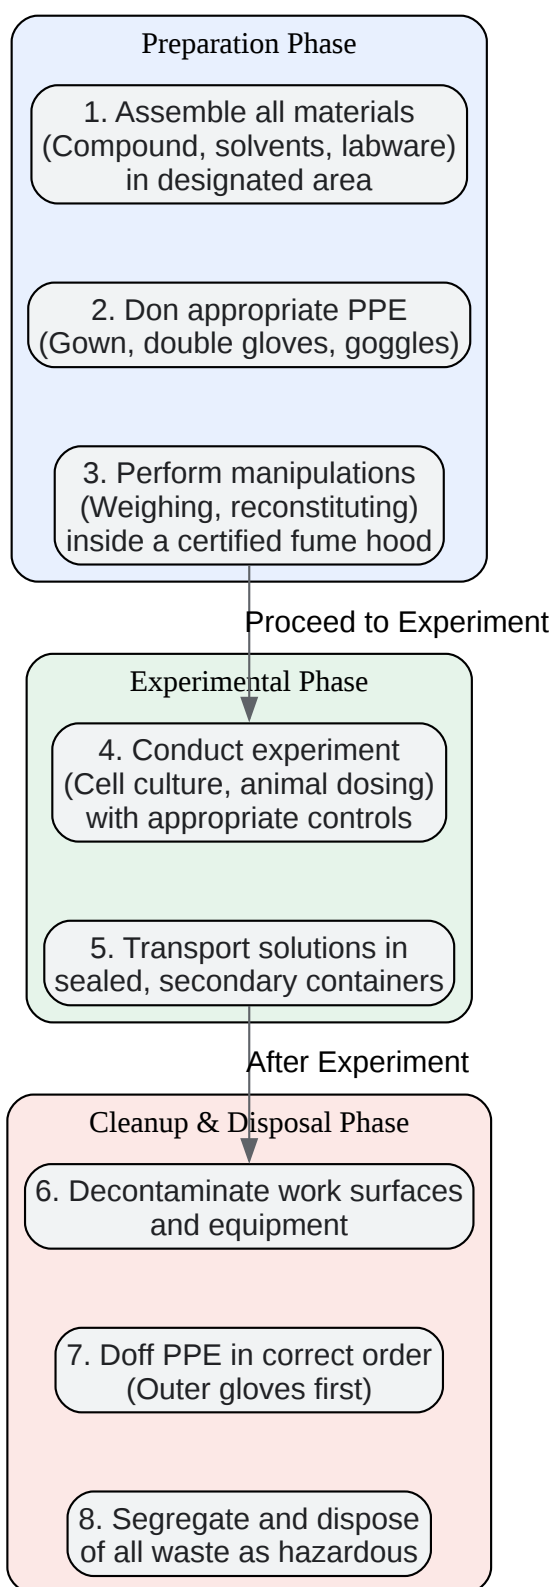 Preparation Phase
1. Assemble all materials
(Compound, solvents, labware)
in designated area
2. Don appropriate PPE
(Gown, double gloves, goggles)
3. Perform manipulations
(Weighing, reconstituting)
inside a certified fume hood
Proceed to Experiment
Experimental Phase
4. Conduct experiment
(Cell culture, animal dosing)
with appropriate controls
5. Transport solutions in
sealed, secondary containers
After Experiment
Cleanup & Disposal Phase
6. Decontaminate work surfaces
and equipment
7. Doff PPE in correct order
(Outer gloves first)
8. Segregate and dispose
of all waste as hazardous